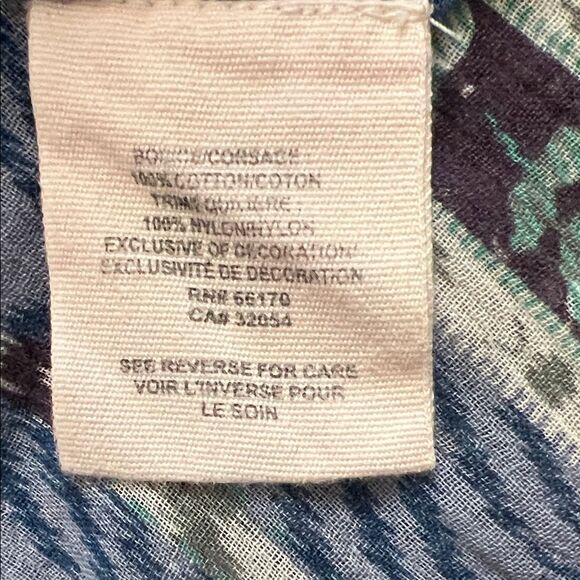 BODICE/CORSAGE:
100% COTTON/COTON
TRIM
100% NYLON/NYLON
EXCLUSIVE OF DECORATION/
EXCLUSIVITÉ DE DÉCORATION
RN# 66170
CA# 32054
SEE REVERSE FOR CARE
VOIR L'INVERSE POUR
LE SOIN